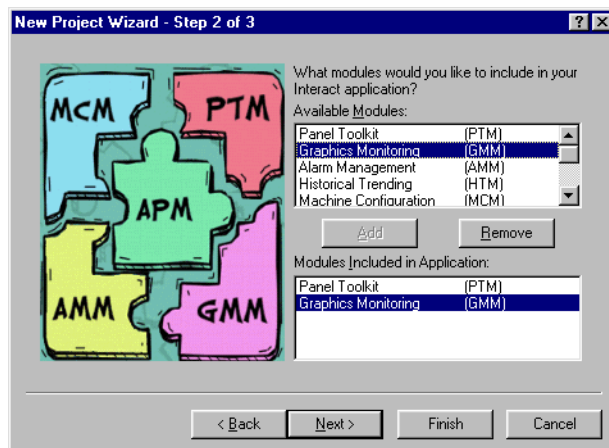 New Project Wizard - Step 2 of 3
MCM
PTM
APM
AMM
GMM
What modules would you like to include in your
Interact application?
Available Modules:
Panel Toolkit (PTM)
Graphics Monitoring (GMM)
Alarm Management (AMM)
Historical Trending (HTM)
Machine Configuration (MCM)
Add
Remove
Modules Included in Application:
Panel Toolkit (PTM)
Graphics Monitoring (GMM)
< Back
Next >
Finish
Cancel